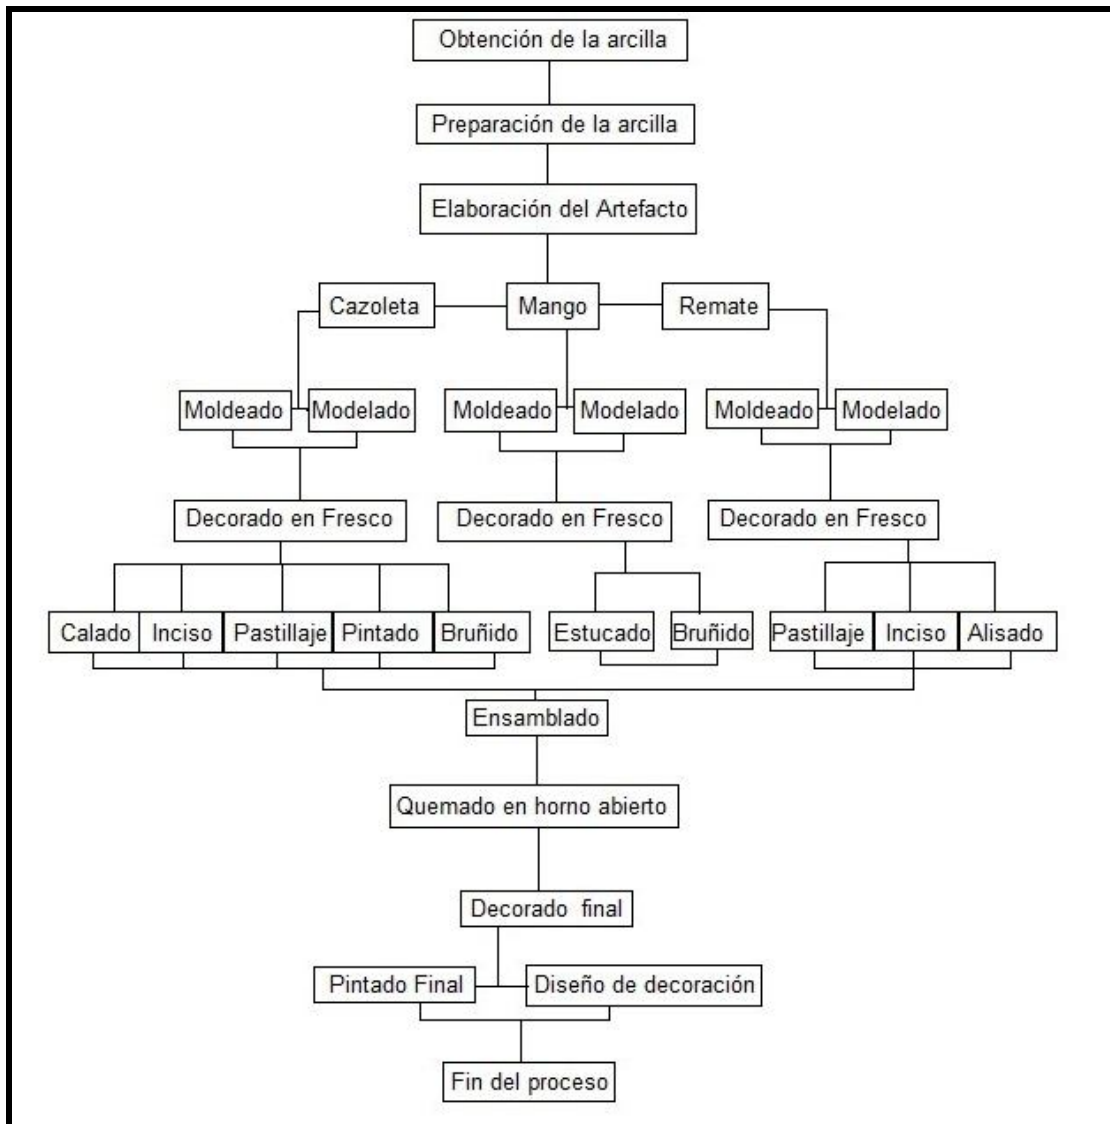 Obtención de la arcilla
Preparación de la arcilla
Elaboración del Artefacto
Cazoleta
Mango
Remate
Moldeado
Modelado
Moldeado
Modelado
Moldeado
Modelado
Decorado en Fresco
Decorado en Fresco
Decorado en Fresco
Calado
Inciso
Pastillaje
Pintado
Bruñido
Estucado
Bruñido
Pastillaje
Inciso
Alisado
Ensamblado
Quemado en horno abierto
Decorado final
Pintado Final
Diseño de decoración
Fin del proceso